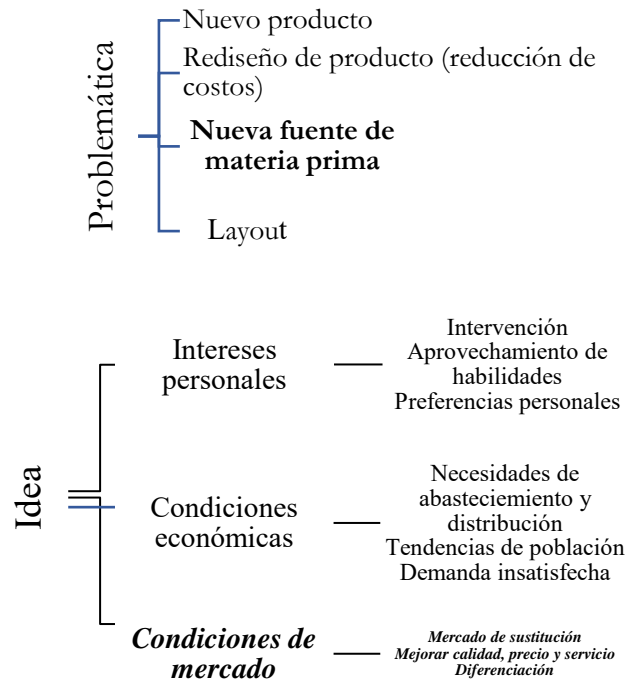 Problemática
Nuevo producto
Rediseño de producto (reducción de
costos)
Nueva fuente de
materia prima
Layout
Idea
Intereses
personales
Intervención
Aprovechamiento de
habilidades
Preferencias personales
Condiciones
económicas
Necesidades de
abasteciemiento y
distribución
Tendencias de población
Demanda insatisfecha
Condiciones de
mercado
Mercado de sustitución
Mejorar calidad, precio y servicio
Diferenciación